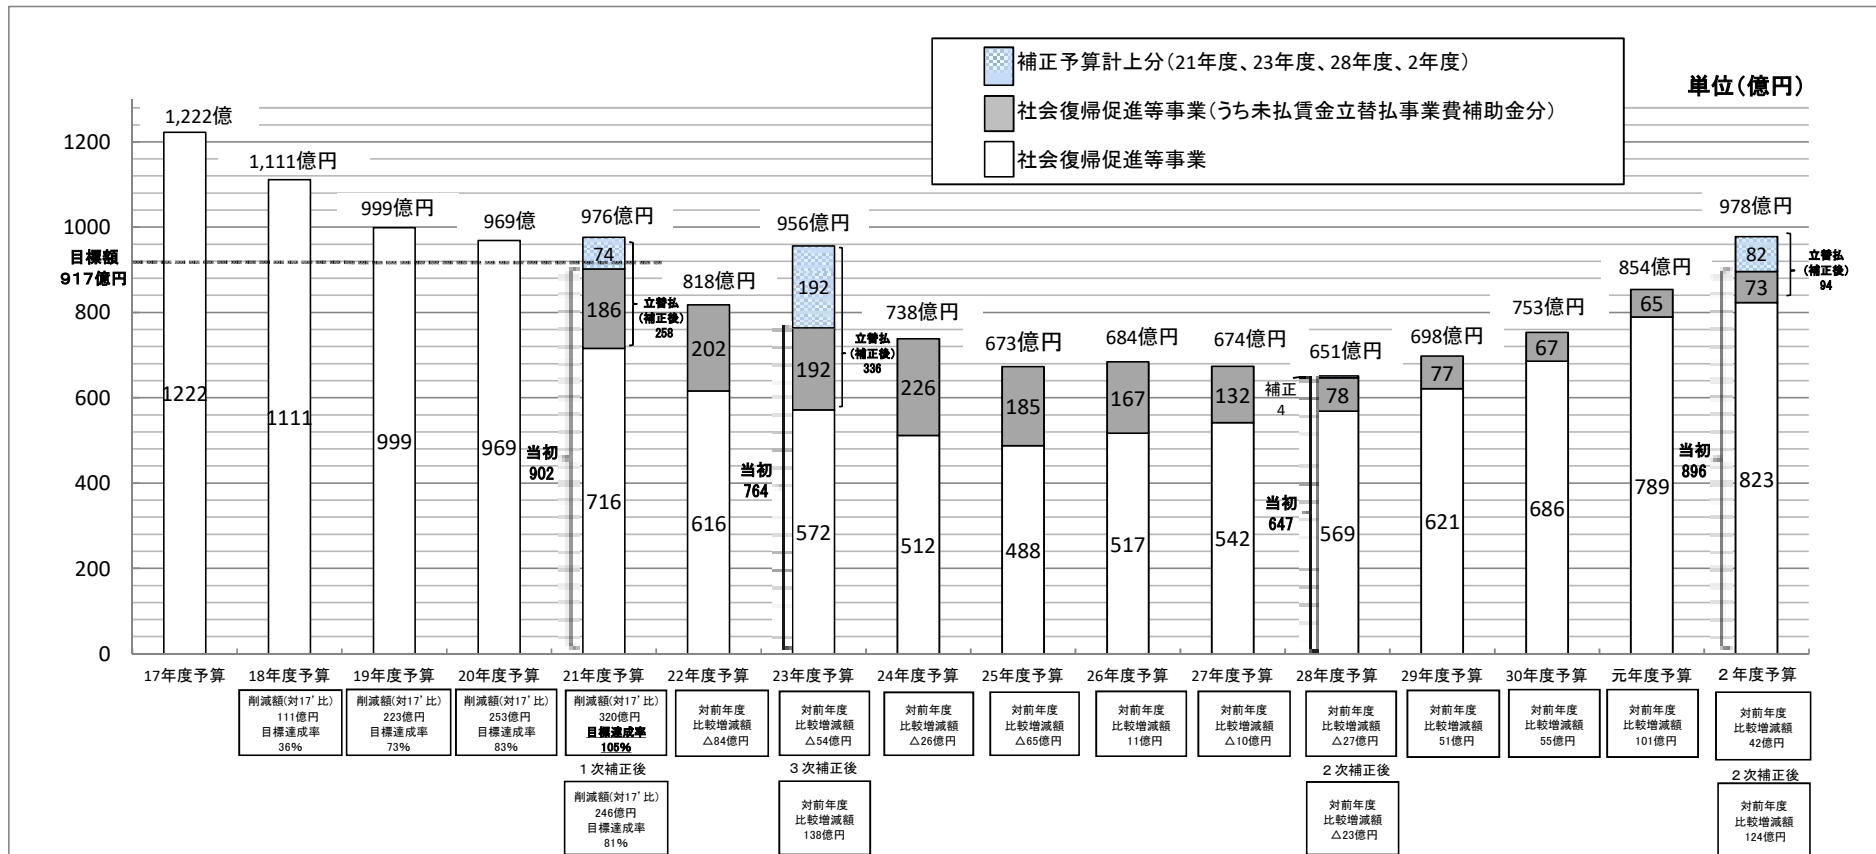 補正予算計上分(21年度、23年度、28年度、2年度)
社会復帰促進等事業(うち未払賃金立替払事業費補助金分)
社会復帰促進等事業
単位(億円)
1200
1000
目標額
917億円
800
600
400
200
0
1,222億
1222
1,111億円
1111
999億円
999
969億
969
当初
902
976億円
74
186
716
立替払
(補正後)
258
818億円
202
616
当初
764
956億円
192
192
572
立替払
(補正後)
336
738億円
226
512
673億円
185
488
684億円
167
517
674億円
132
542
当初
647
補正
4
651億円
78
569
698億円
77
621
753億円
67
686
854億円
65
789
当初
896
978億円
82
73
823
立替払
(補正後)
94
17年度予算
18年度予算
削減額(対17’比)
111億円
目標達成率
36%
19年度予算
削減額(対17’比)
223億円
目標達成率
73%
20年度予算
削減額(対17’比)
253億円
目標達成率
83%
21年度予算
削減額(対17’比)
320億円
目標達成率
105%
1次補正後
削減額(対17’比)
246億円
目標達成率
81%
22年度予算
対前年度
比較増減額
△84億円
23年度予算
対前年度
比較増減額
△54億円
3次補正後
対前年度
比較増減額
138億円
24年度予算
対前年度
比較増減額
△26億円
25年度予算
対前年度
比較増減額
△65億円
26年度予算
対前年度
比較増減額
11億円
27年度予算
対前年度
比較増減額
△10億円
28年度予算
対前年度
比較増減額
△27億円
2次補正後
対前年度
比較増減額
△23億円
29年度予算
対前年度
比較増減額
51億円
30年度予算
対前年度
比較増減額
55億円
元年度予算
対前年度
比較増減額
101億円
2年度予算
対前年度
比較増減額
42億円
2次補正後
対前年度
比較増減額
124億円